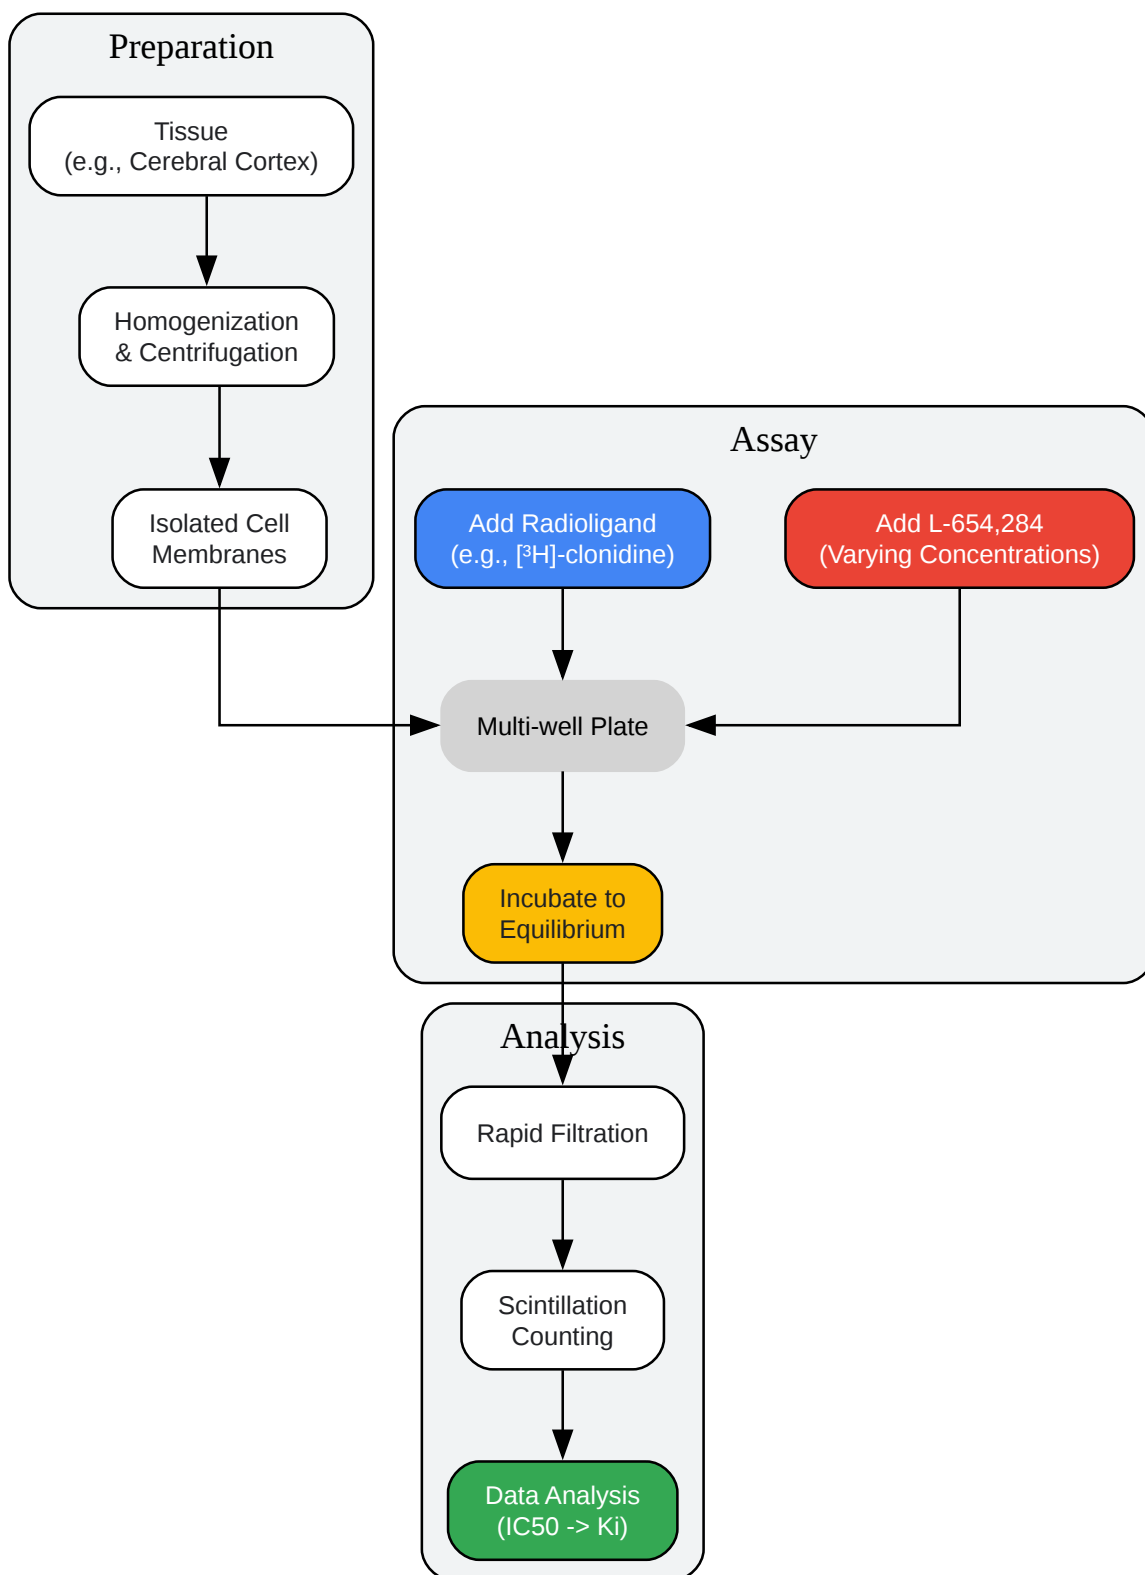 Preparation
Tissue
(e.g., Cerebral Cortex)
Homogenization
& Centrifugation
Isolated Cell
Membranes
Assay
Add Radioligand
(e.g., [³H]-clonidine)
Add L-654,284
(Varying Concentrations)
Multi-well Plate
Incubate to
Equilibrium
Analysis
Rapid Filtration
Scintillation
Counting
Data Analysis
(IC50 -> Ki)